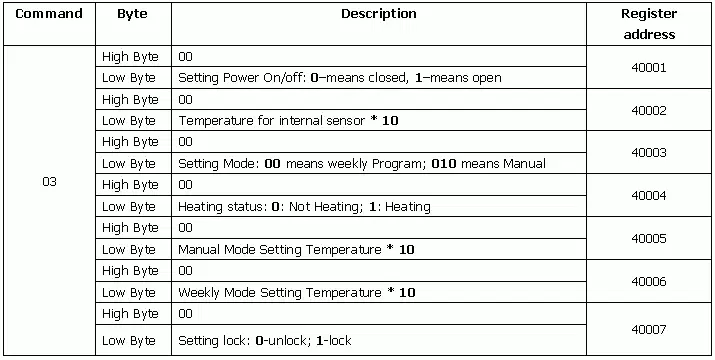 Command Byte Description Register
address
High Byte 00
40001
Low Byte Setting Power On/off: 0–means closed, 1–means open
High Byte 00
40002
Low Byte Temperature for internal sensor * 10
High Byte 00
40003
Low Byte Setting Mode: 00 means weekly Program; 010 means Manual
03
High Byte 00
40004
Low Byte Heating status: 0: Not Heating; 1: Heating
High Byte 00
40005
Low Byte Manual Mode Setting Temperature * 10
High Byte 00
40006
Low Byte Weekly Mode Setting Temperature * 10
High Byte 00
40007
Low Byte Setting lock: 0-unlock; 1-lock